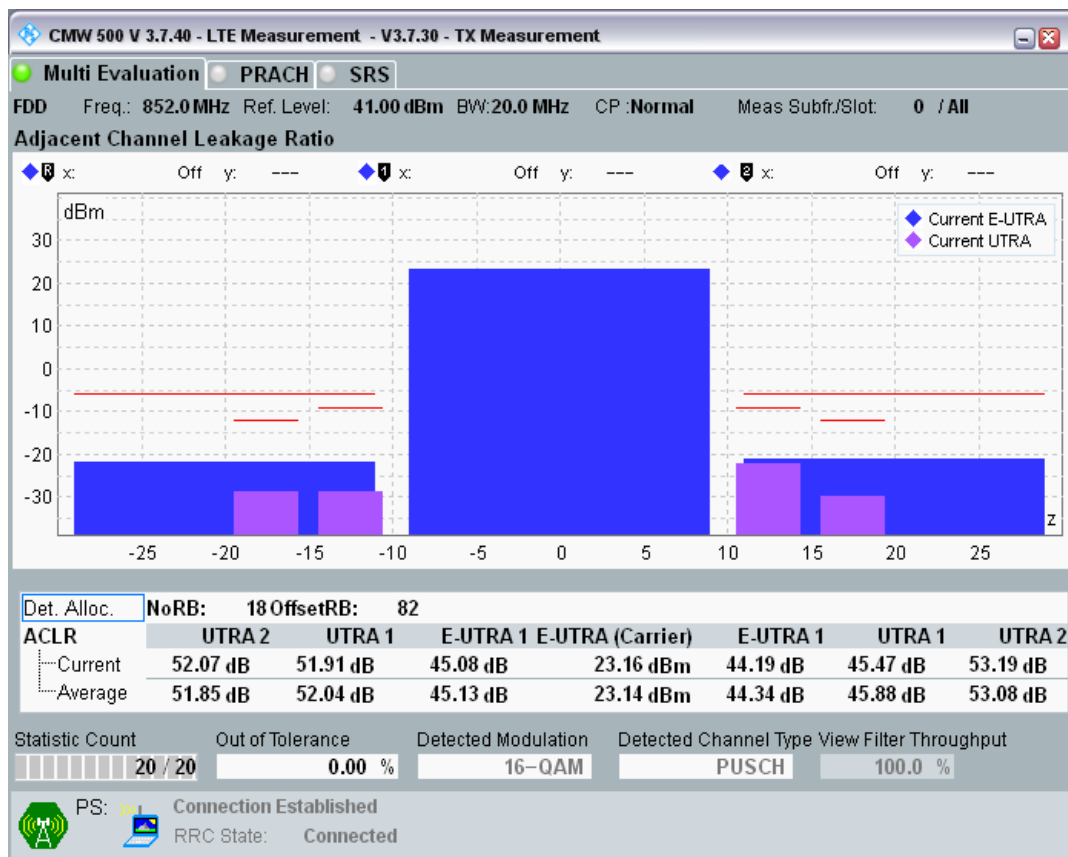 CMW 500 V 3.7.40 - LTE Measurement - V3.7.30 - TX Measurement
Multi Evaluation PRACH SRS
FDD Freq.: 852.0 MHz Ref. Level: 41.00 dBm BW:20.0 MHz CP :Normal Meas Subfr./Slot: 0 / All
Adjacent Channel Leakage Ratio
R x: Off y: --- 1 x: Off y: --- 2 x: Off y: ---
dBm
Current E-UTRA
Current UTRA
30
20
10
0
-10
-20
-30
z
-25 -20 -15 -10 -5 0 5 10 15 20 25
Det. Alloc. NoRB: 18 OffsetRB: 82
ACLR UTRA 2 UTRA 1 E-UTRA 1 E-UTRA (Carrier) E-UTRA 1 UTRA 1 UTRA 2
Current 52.07 dB 51.91 dB 45.08 dB 23.16 dBm 44.19 dB 45.47 dB 53.19 dB
Average 51.85 dB 52.04 dB 45.13 dB 23.14 dBm 44.34 dB 45.88 dB 53.08 dB
Statistic Count Out of Tolerance Detected Modulation Detected Channel Type View Filter Throughput
20 / 20 0.00 % 16-QAM PUSCH 100.0 %
PS: Connection Established
RRC State: Connected